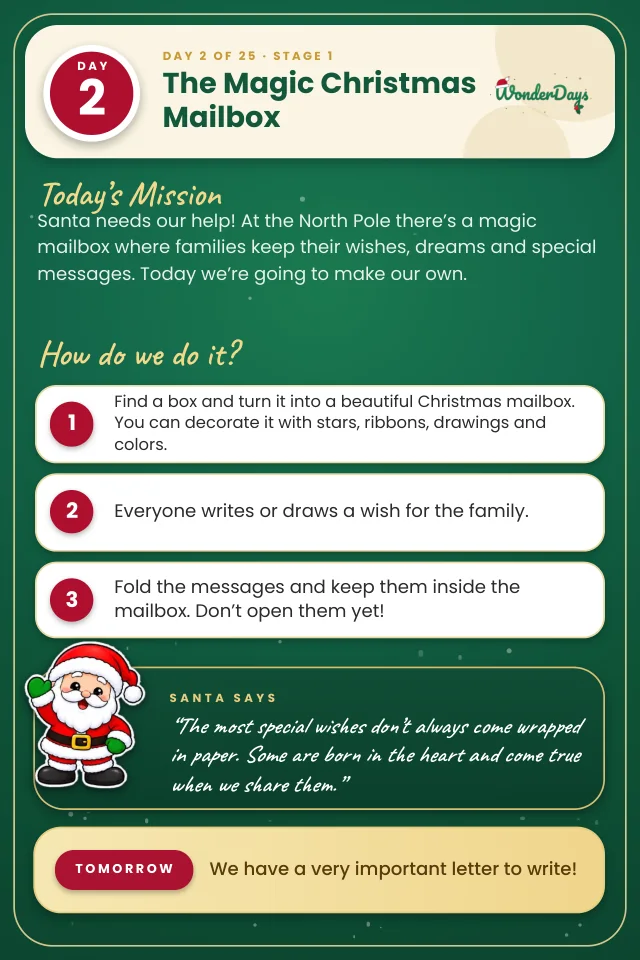 DAY
2
DAY 2 OF 25 · STAGE 1
The Magic Christmas
Mailbox
WonderDays
Today's Mission
Santa needs our help! At the North Pole there's a magic
mailbox where families keep their wishes, dreams and special
messages. Today we're going to make our own.
How do we do it?
1
Find a box and turn it into a beautiful Christmas mailbox.
You can decorate it with stars, ribbons, drawings and
colors.
2
Everyone writes or draws a wish for the family.
3
Fold the messages and keep them inside the
mailbox. Don't open them yet!
SANTA SAYS
"The most special wishes don't always come wrapped
in paper. Some are born in the heart and come true
when we share them."
TOMORROW
We have a very important letter to write!